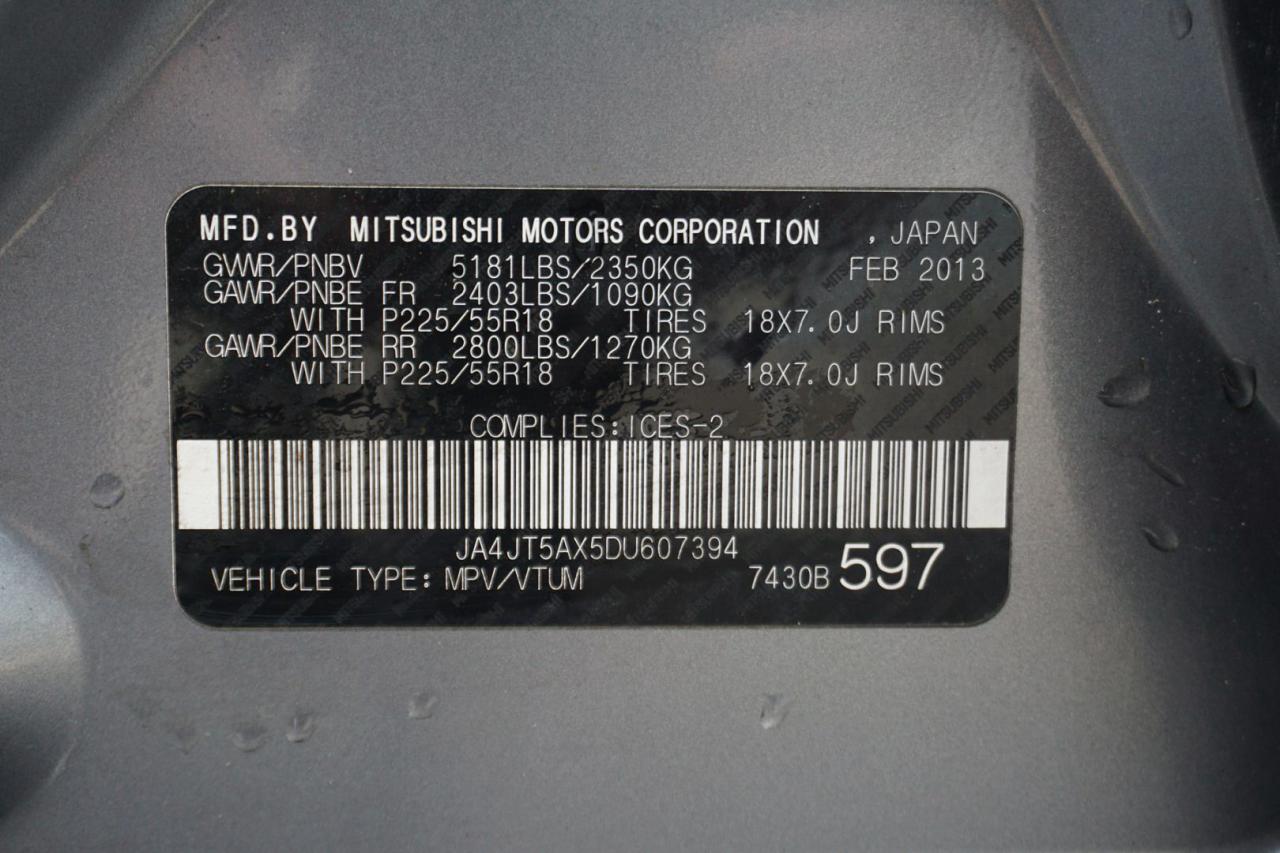 MFD.BY MITSUBISHI MOTORS CORPORATION , JAPAN
GVWR/PNBV 5181LBS/2350KG FEB 2013
GAWR/PNBE FR 2403LBS/1090KG
WITH P225/55R18 TIRES 18X7.0J RIMS
GAWR/PNBE RR 2800LBS/1270KG
WITH P225/55R18 TIRES 18X7.0J RIMS
COMPLIES:ICES-2
JA4JT5AX5DU607394
VEHICLE TYPE: MPV/VTUM 7430B 597